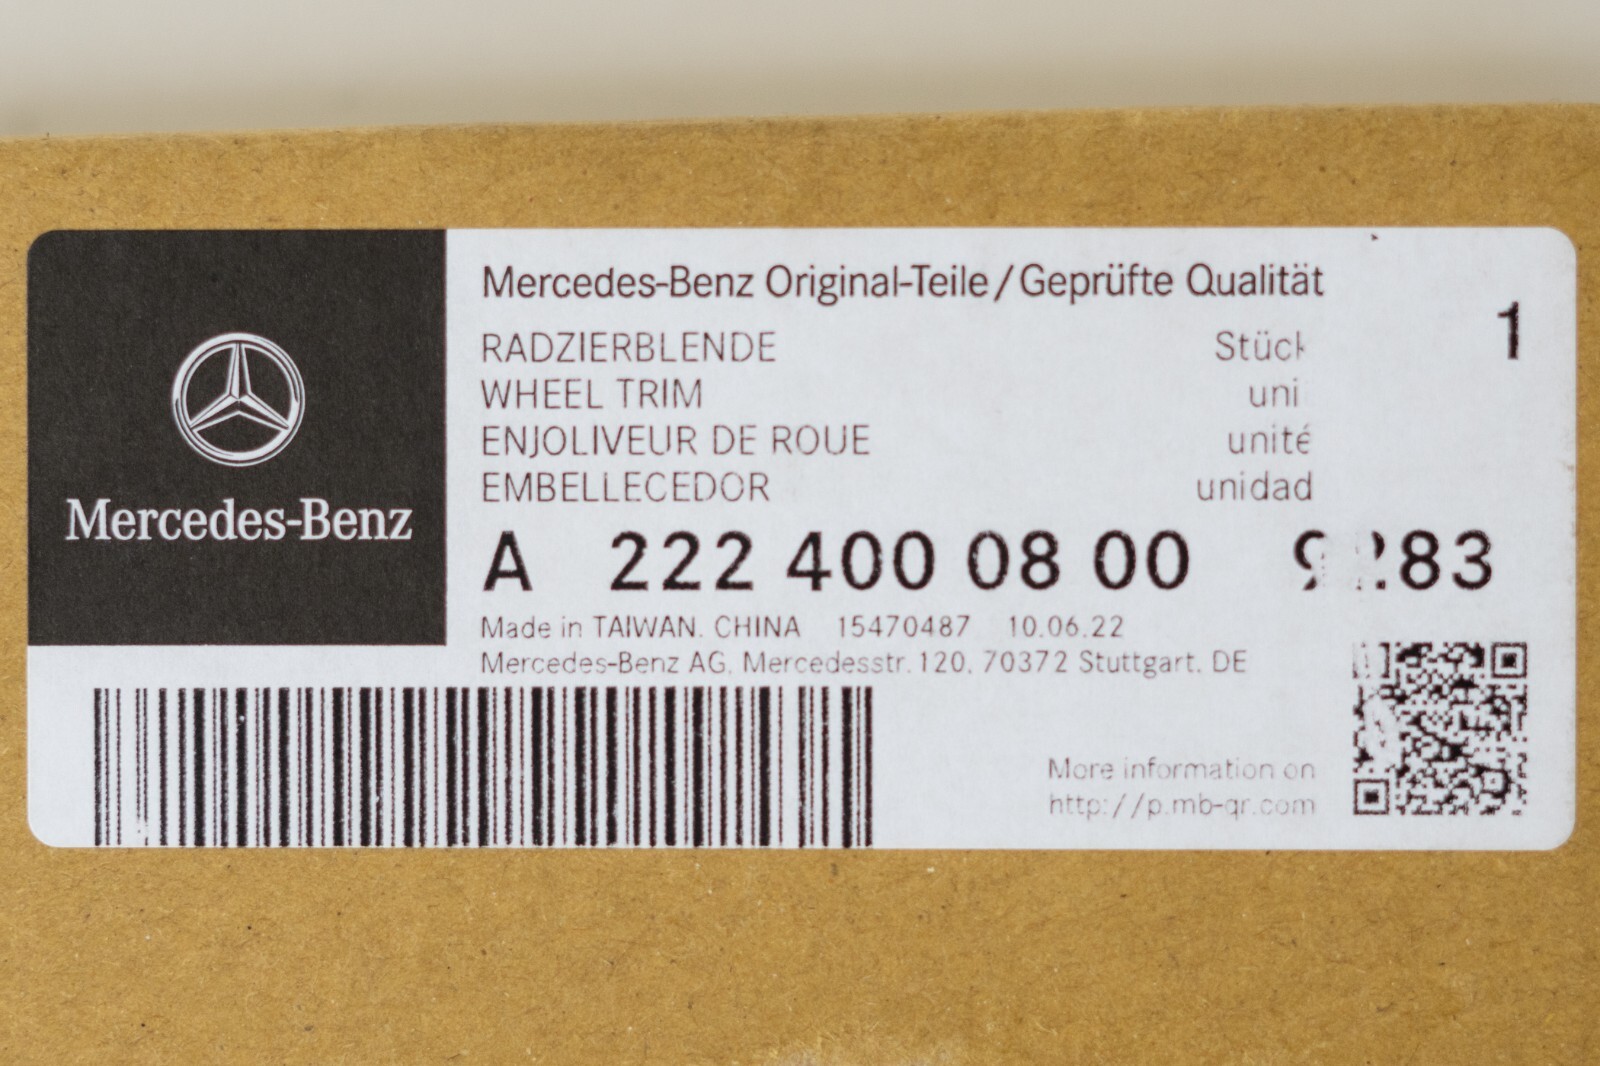 Mercedes-Benz
Mercedes-Benz Original-Teile/Geprüfte Qualität
RADZIERBLENDE Stück 1
WHEEL TRIM
ENJOLIVEUR DE ROUE unité
EMBELLECEDOR unidad
A 222 400 08 00
Made in TAIWAN. CHINA 15470487 10.06.22
Mercedes-Benz AG, Mercedesstr. 120, 70372 Stuttgart. DE
More information on
http://p.mb-qr.com